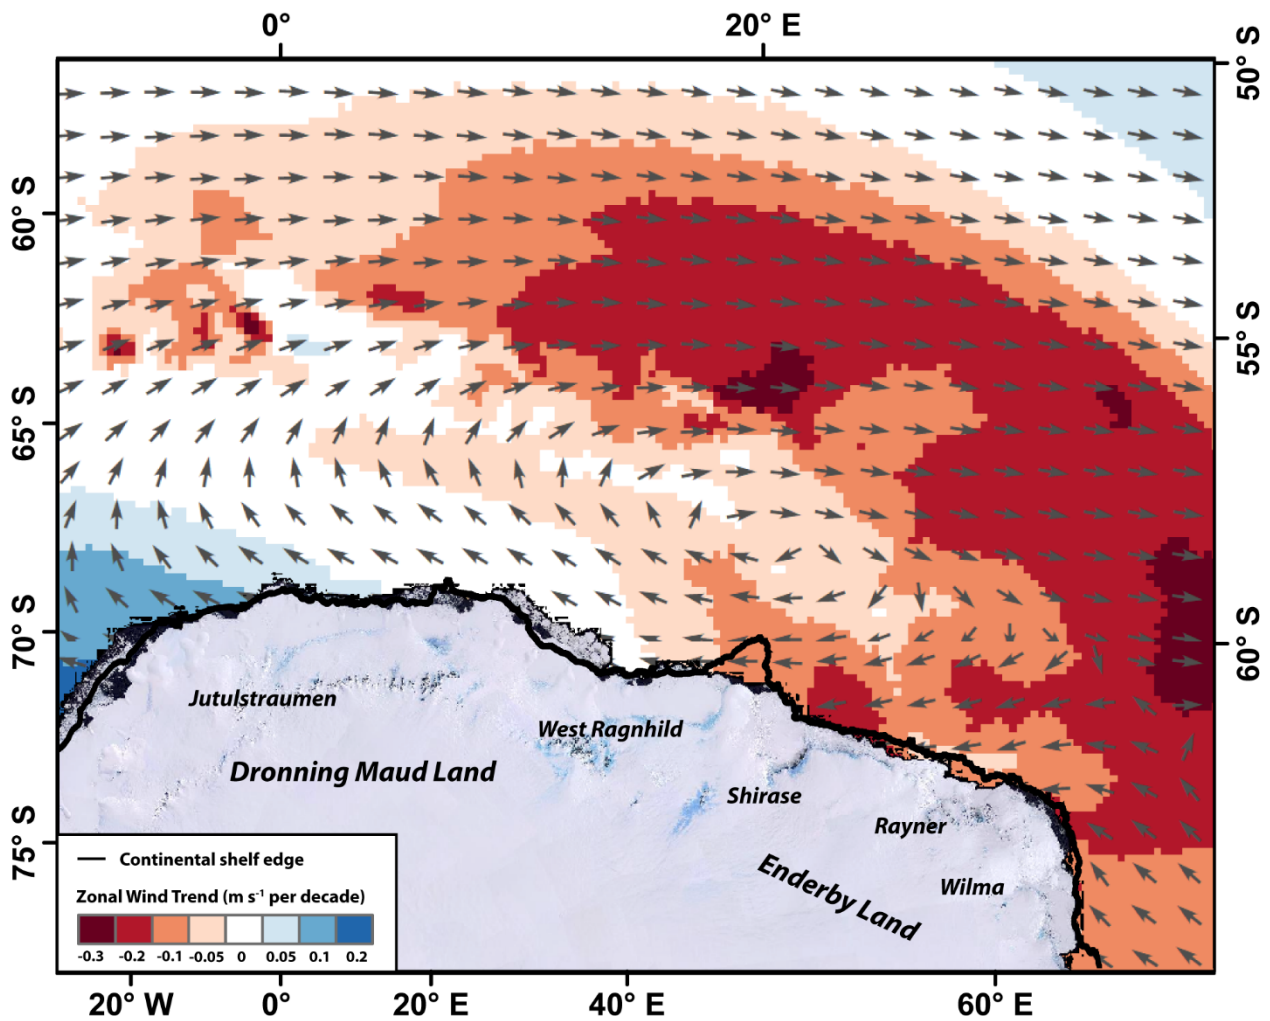 0° 20° E
50° S
60° S
55° S
65° S
70° S
60° S
Jutulstraumen
West Ragnhild
Dronning Maud Land
Shirase
Rayner
75° S
Enderby Land
Wilma
Continental shelf edge
Zonal Wind Trend (m s⁻¹ per decade)
-0.3 -0.2 -0.1 -0.05 0 0.05 0.1 0.2
20° W 0° 20° E 40° E 60° E